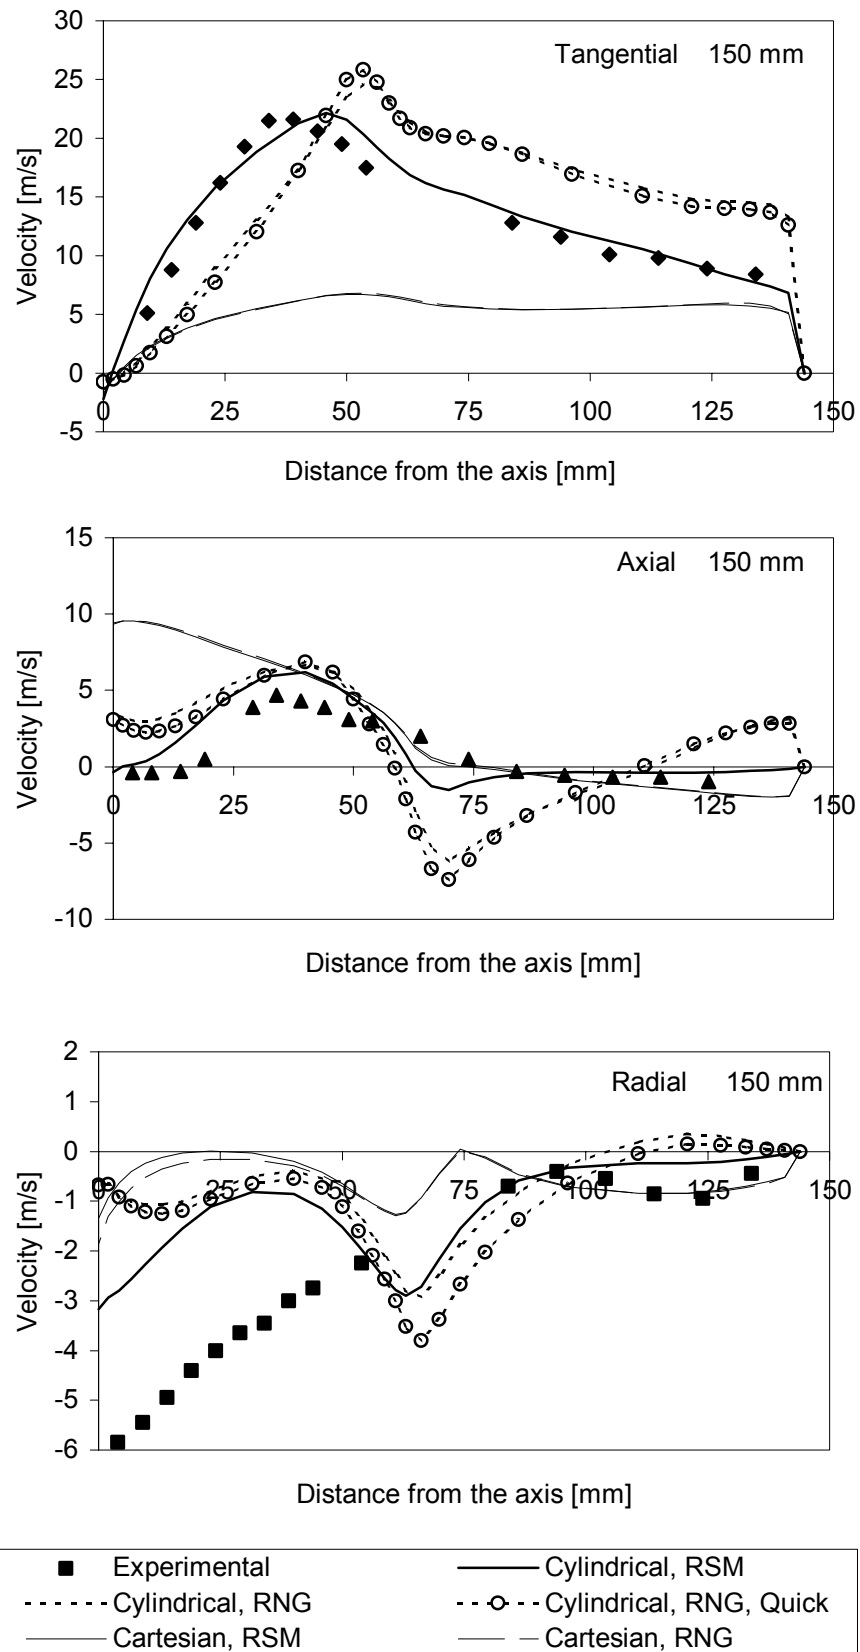 30
Tangential 150 mm
25
20
15
10
5
0
-5
0 25 50 75 100 125 150
Velocity [m/s]
Distance from the axis [mm]
15
Axial 150 mm
10
5
0
-5
-10
0 25 50 75 100 125 150
Velocity [m/s]
Distance from the axis [mm]
2
Radial 150 mm
1
0
-1
-2
-3
-4
-5
-6
0 25 50 75 100 125 150
Velocity [m/s]
Distance from the axis [mm]
Experimental Cylindrical, RSM
Cylindrical, RNG Cylindrical, RNG, Quick
Cartesian, RSM Cartesian, RNG